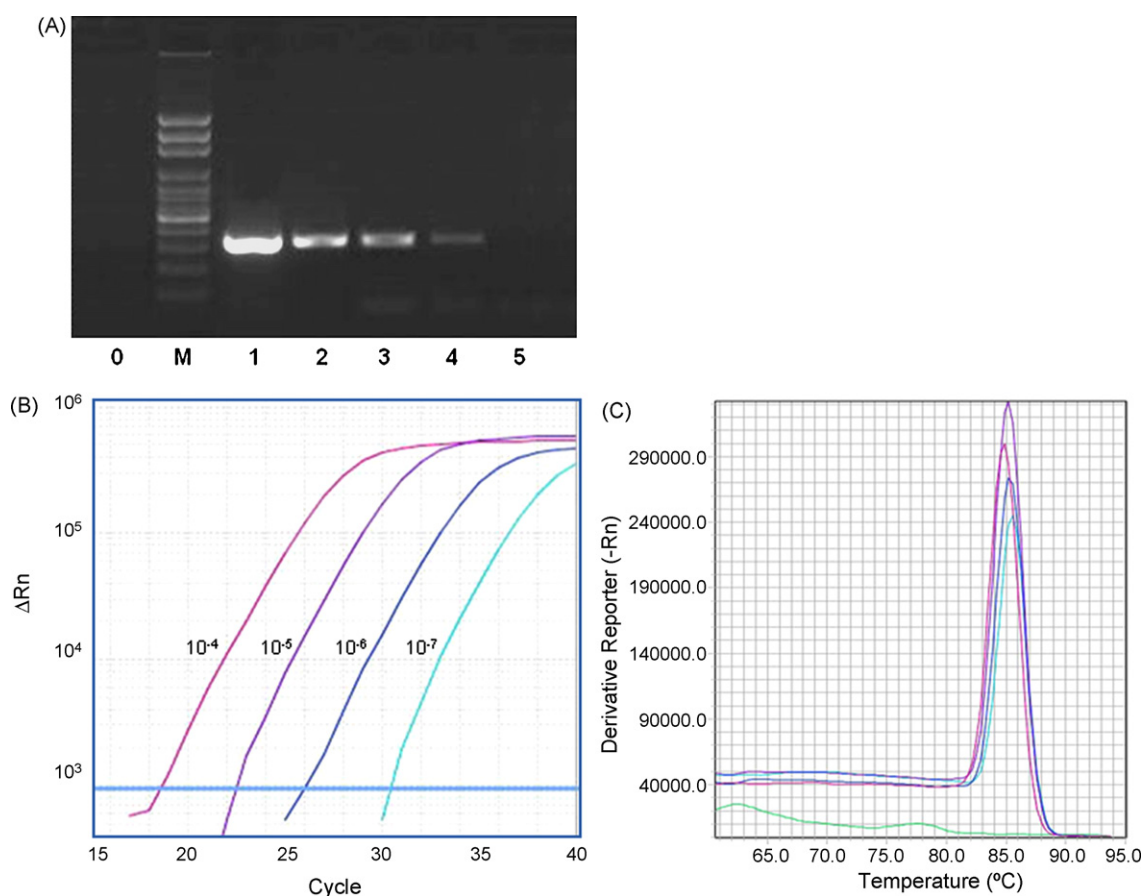 (A)
0 M 1 2 3 4 5
(B)
10⁶
10⁵
10⁴
10³
ΔRn
10⁻⁴
10⁻⁵
10⁻⁶
10⁻⁷
15 20 25 30 35 40
Cycle
(C)
290000.0
240000.0
190000.0
140000.0
90000.0
40000.0
Derivative Reporter (-Rn)
65.0 70.0 75.0 80.0 85.0 90.0 95.0
Temperature (ºC)